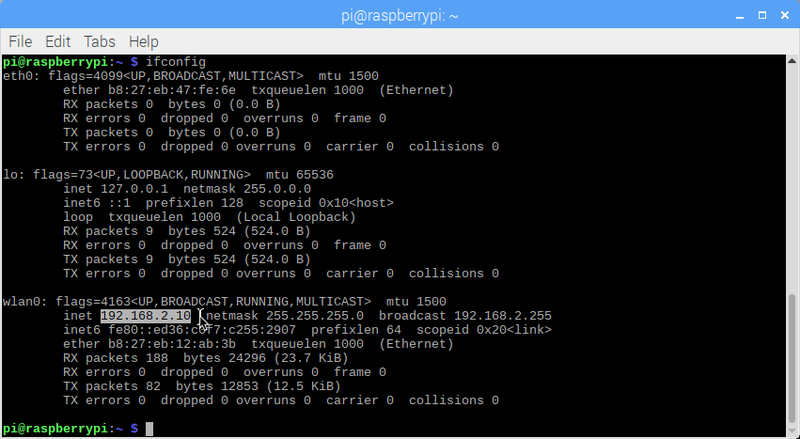 pi@raspberrypi: ~
File Edit Tabs Help
pi@raspberrypi:~ $ ifconfig
eth0: flags=4099<UP,BROADCAST,MULTICAST>  mtu 1500
        ether b8:27:eb:47:fe:6e  txqueuelen 1000  (Ethernet)
        RX packets 0  bytes 0 (0.0 B)
        RX errors 0  dropped 0  overruns 0  frame 0
        TX packets 0  bytes 0 (0.0 B)
        TX errors 0  dropped 0 overruns 0  carrier 0  collisions 0

lo: flags=73<UP,LOOPBACK,RUNNING>  mtu 65536
        inet 127.0.0.1  netmask 255.0.0.0
        inet6 ::1  prefixlen 128  scopeid 0x10<host>
        loop  txqueuelen 1000  (Local Loopback)
        RX packets 9  bytes 524 (524.0 B)
        RX errors 0  dropped 0  overruns 0  frame 0
        TX packets 9  bytes 524 (524.0 B)
        TX errors 0  dropped 0 overruns 0  carrier 0  collisions 0

wlan0: flags=4163<UP,BROADCAST,RUNNING,MULTICAST>  mtu 1500
        inet 192.168.2.10  netmask 255.255.255.0  broadcast 192.168.2.255
        inet6 prefixlen 64  scopeid 0x20<link>
        ether b8:27:eb:12:ab:3b  txqueuelen 1000  (Ethernet)
        RX packets 188  bytes 24296 (23.7 KiB)
        RX errors 0  dropped 0  overruns 0  frame 0
        TX packets 82  bytes 12853 (12.5 KiB)
        TX errors 0  dropped 0 overruns 0  carrier 0  collisions 0

pi@raspberrypi:~ $